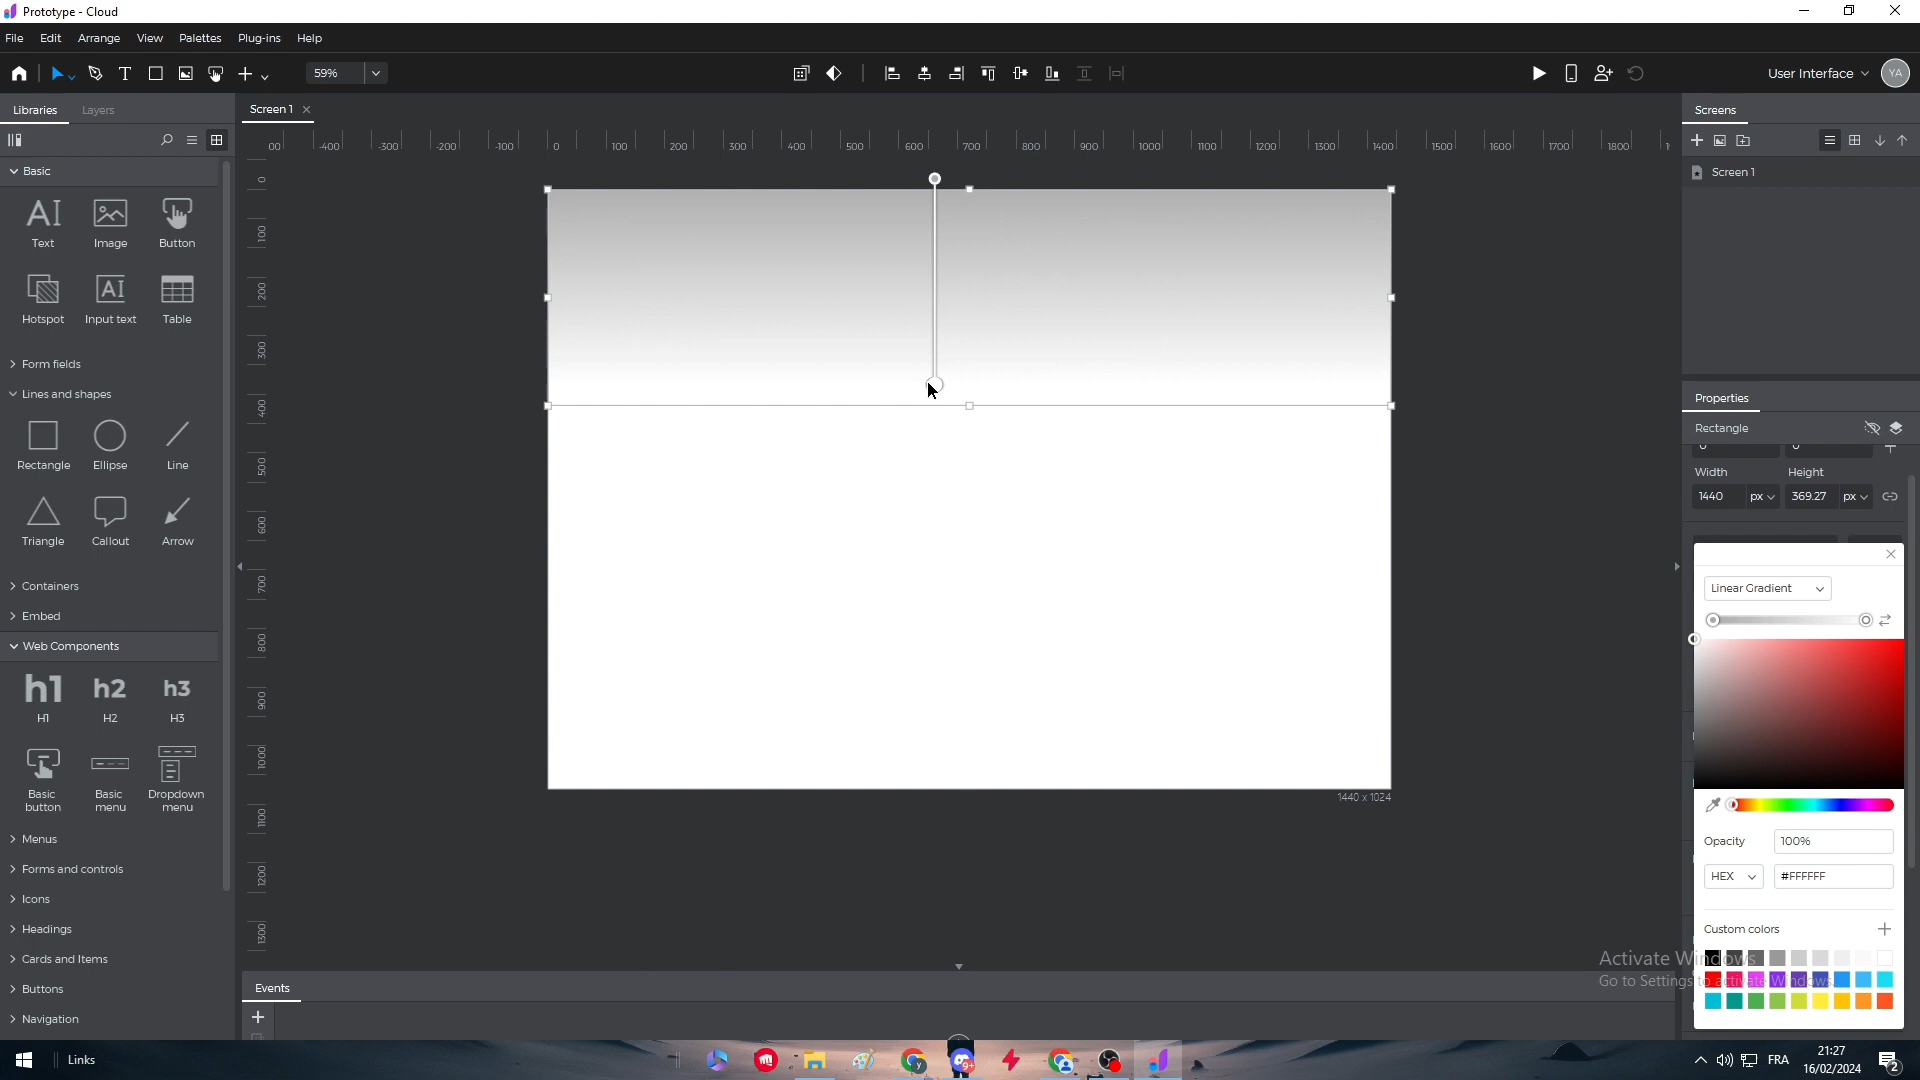 Prototype - Cloud
File Edit Arrange View Palettes Plug-ins Help
59%
User Interface
YA
Libraries Layers
Screen 1
Screens
00 -400 -300 -200 -100 0 100 200 300 400 500 600 700 800 900 1000 1100 1200 1300 1400 1500 1600 1700 1800
Basic
Screen 1
Text Image Button
Hotspot Input text Table
Form fields
Lines and shapes
Rectangle Ellipse Line
Triangle Callout Arrow
Containers
Embed
Web Components
h1 h2 h3
H1 H2 H3
Basic button
Basic menu
Dropdown menu
Menus
Forms and controls
Icons
Headings
Cards and Items
Buttons
Navigation
0
100
200
300
400
500
600
700
800
900
1000
1100
1200
1300
1440 x 1024
Events
Properties
Rectangle
Width Height
1440 px 369.27 px
Linear Gradient
Opacity 100%
HEX #FFFFFF
Custom colors
Activate Windows
Go to Settings to activate Windows.
Links
9+
FRA
21:27
16/02/2024
2